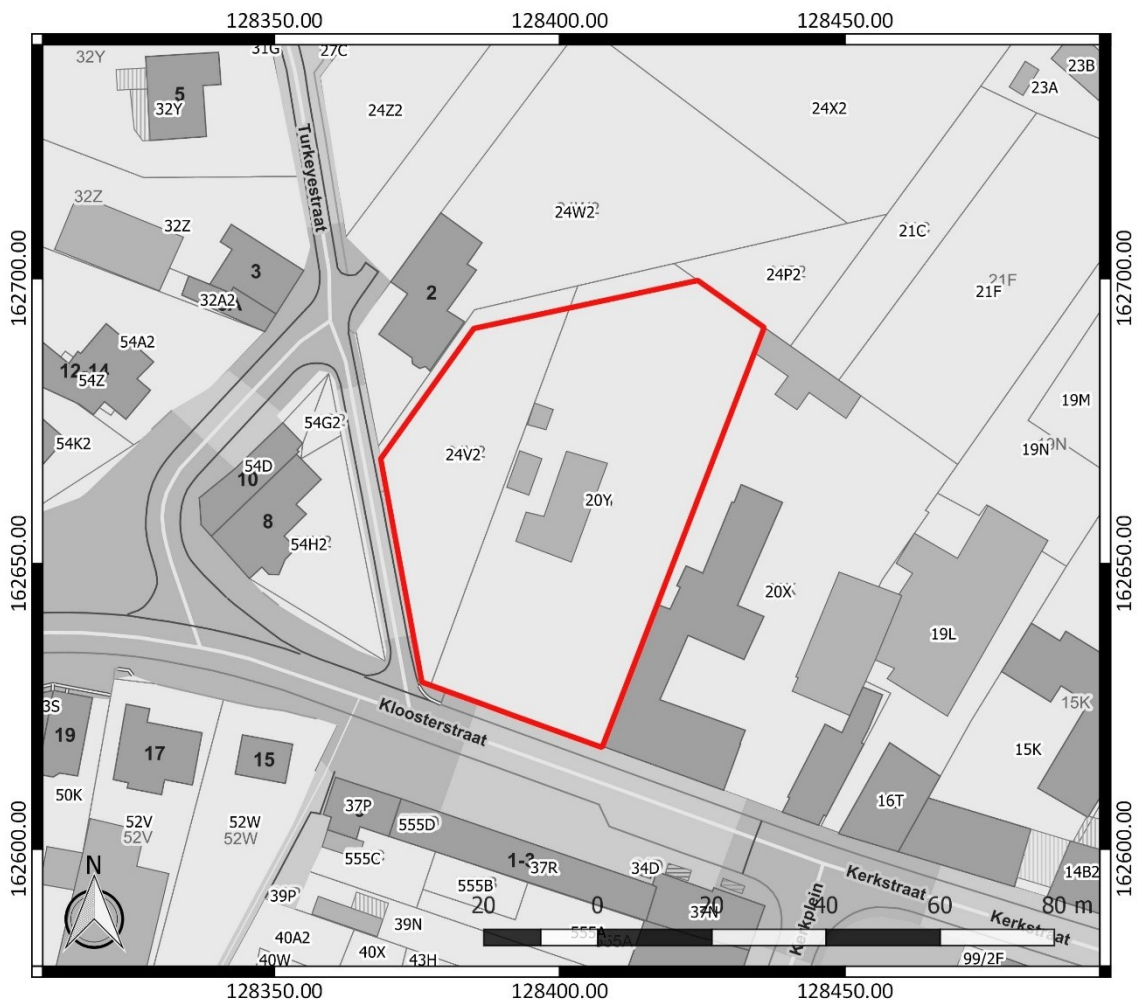 128350.00
128400.00
128450.00
32Y
31G
27C
23B
23A
5
32Y
24Z2
24X2
Turkeyestraat
32Z
32Z
24W2
21C
3
24P2
21F
21F
162700.00
162700.00
32A2
2
54A2
12-14
54Z
19M
54G2
54K2
24V2
19N
19N
54D
10
20Y
8
54H2
162650.00
162650.00
20X
19L
3S
Kloosterstraat
15K
19
17
15
15K
50K
37P
16T
52V
52V
52W
52W
555D
162600.00
162600.00
555C
1-3
37R
34D
14B2
N
39P
555B
Kerkstraat
37N
20
0
20
40
60
80 m
39N
Kerkplein
Kerkstraat
40A2
555A
555A
40W
40X
43H
99/2F
128350.00
128400.00
128450.00